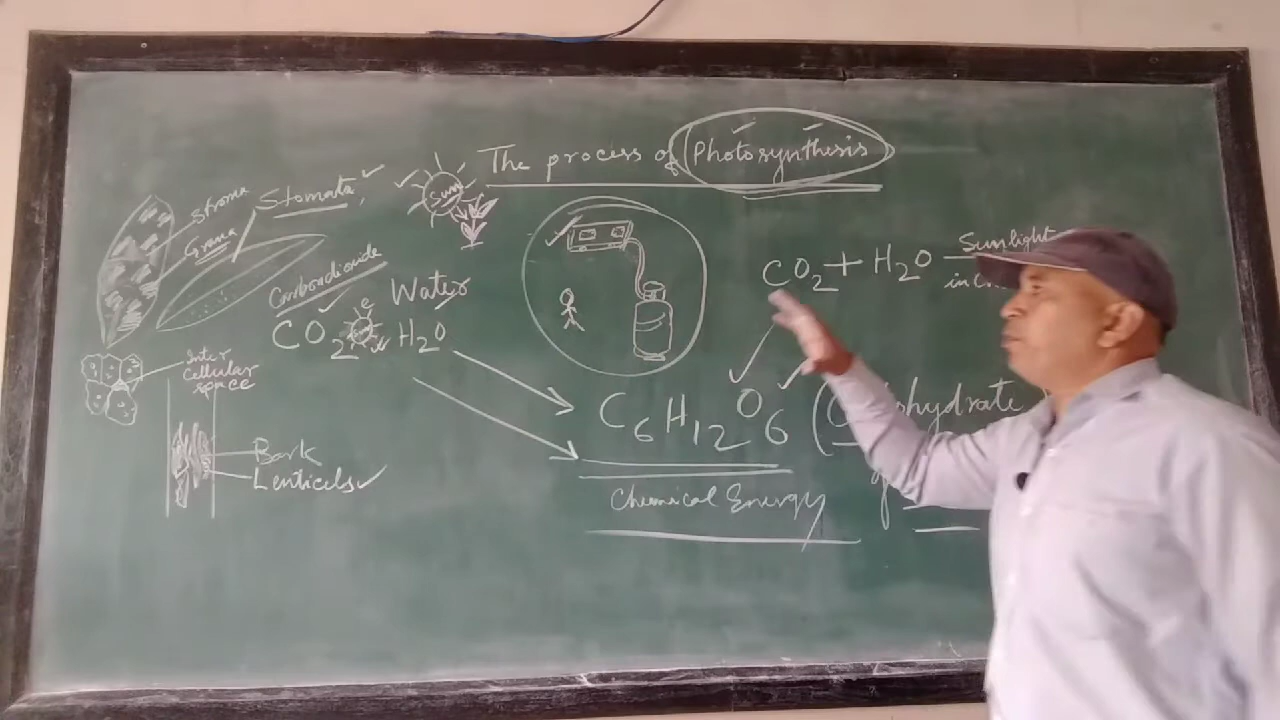 The process of Photosynthesis
Sun
Stroma
Stomata
Grana
Carbondioxide
Water
CO2 H2O
CO2 + H2O
Sunlight
Inter
Cellular
space
C6H12O6
Chemical Energy
Bark
Lenticels